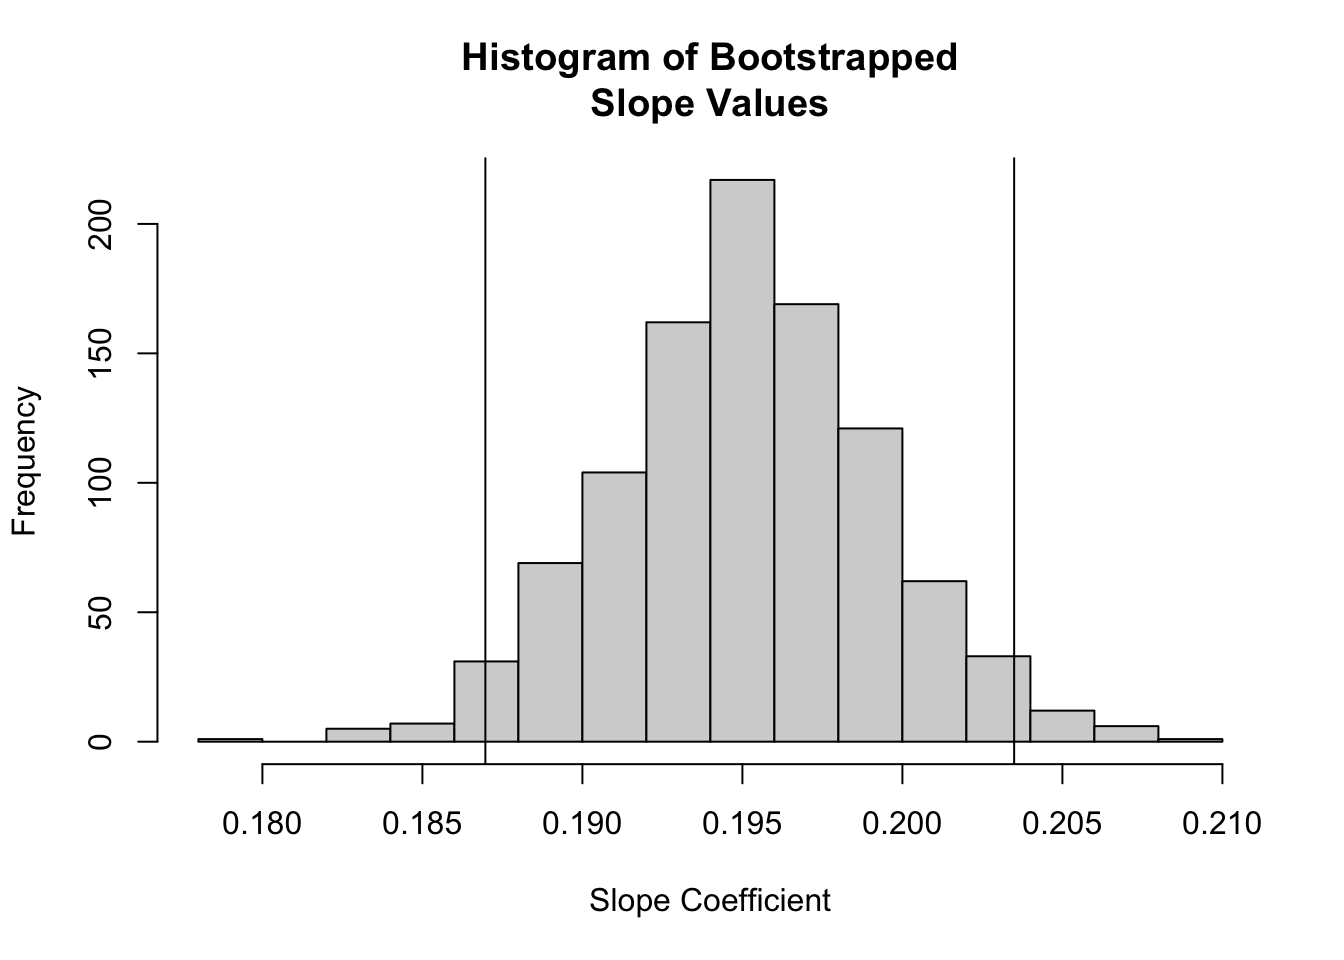 Histogram of Bootstrapped
Slope Values
Frequency
200
150
100
50
0
0.180 0.185 0.190 0.195 0.200 0.205 0.210
Slope Coefficient